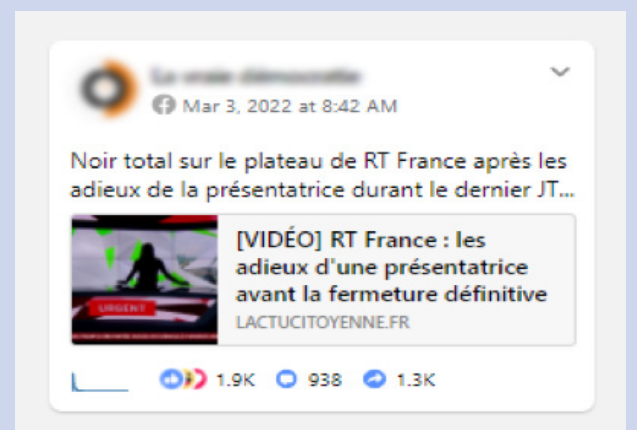 Mar 3, 2022 at 8:42 AM
Noir total sur le plateau de RT France après les
adieux de la présentatrice durant le dernier JT...
[VIDÉO] RT France : les
adieux d'une présentatrice
avant la fermeture définitive
LACTUCITOYENNE.FR
URGENT
1.9K 938 1.3K